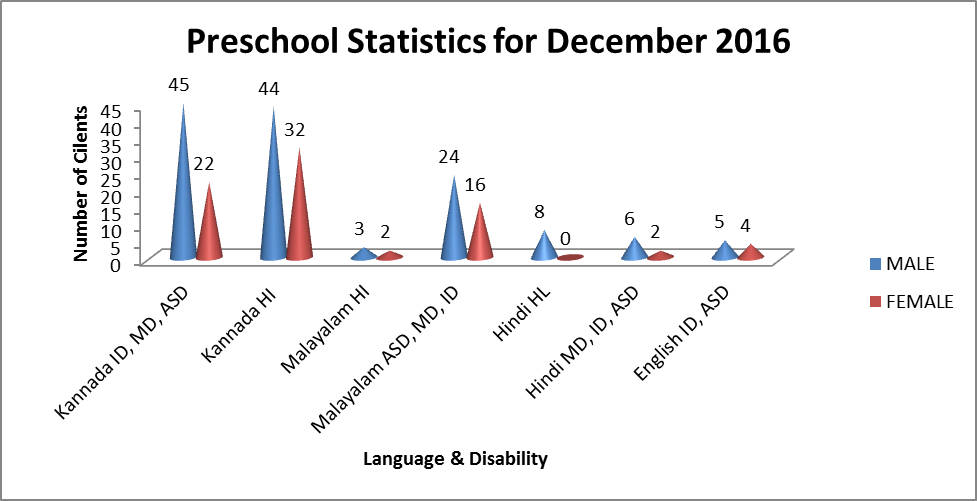 Preschool Statistics for December 2016
Number of Cilents
45
40
35
30
25
20
15
10
5
0
45
22
44
32
3
2
24
16
8
0
6
2
5
4
Kannada ID, MD, ASD
Kannada HI
Malayalam HI
Malayalam ASD, MD, ID
Hindi HL
Hindi MD, ID, ASD
English ID, ASD
MALE
FEMALE
Language & Disability